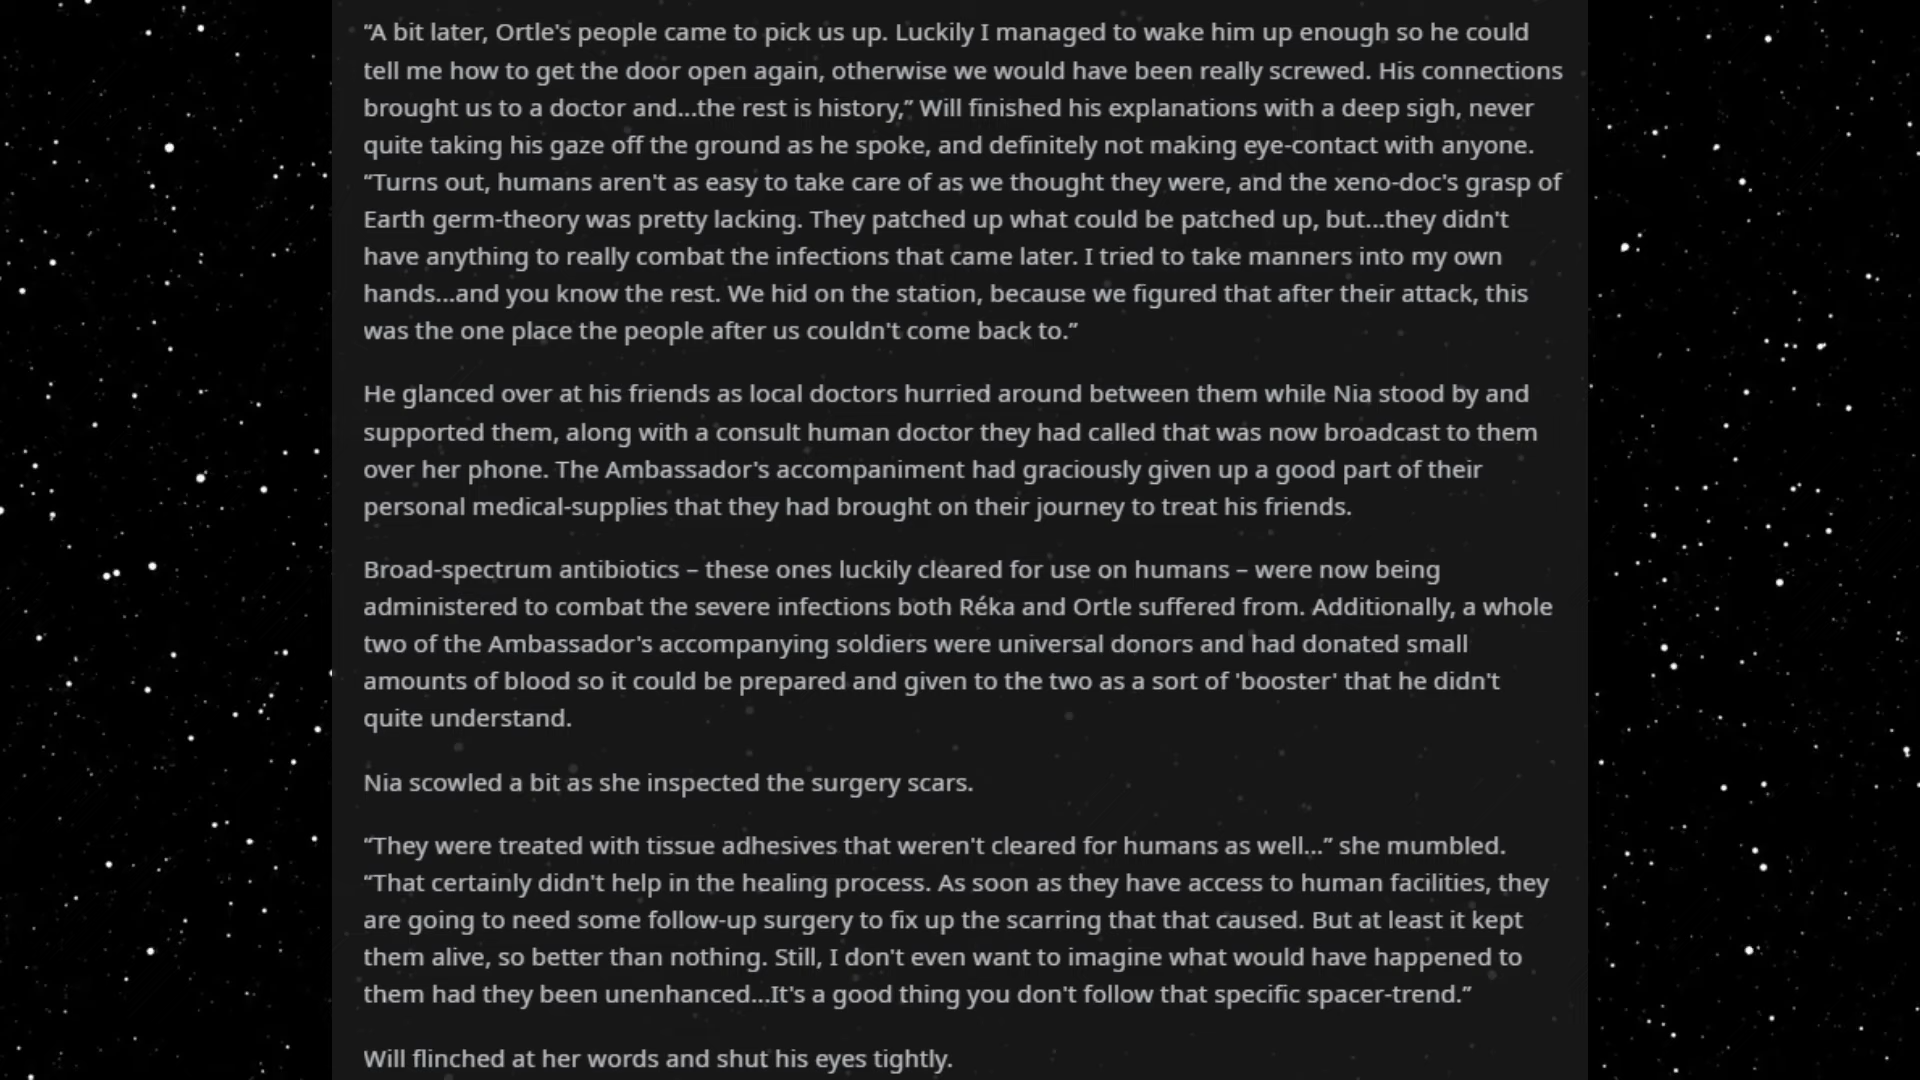 “A bit later, Ortle's people came to pick us up. Luckily I managed to wake him up enough so he could
tell me how to get the door open again, otherwise we would have been really screwed. His connections
brought us to a doctor and...the rest is history,” Will finished his explanations with a deep sigh, never
quite taking his gaze off the ground as he spoke, and definitely not making eye-contact with anyone.
“Turns out, humans aren't as easy to take care of as we thought they were, and the xeno-doc's grasp of
Earth germ-theory was pretty lacking. They patched up what could be patched up, but...they didn't
have anything to really combat the infections that came later. I tried to take manners into my own
hands...and you know the rest. We hid on the station, because we figured that after their attack, this
was the one place the people after us couldn't come back to.”
He glanced over at his friends as local doctors hurried around between them while Nia stood by and
supported them, along with a consult human doctor they had called that was now broadcast to them
over her phone. The Ambassador's accompaniment had graciously given up a good part of their
personal medical-supplies that they had brought on their journey to treat his friends.
Broad-spectrum antibiotics – these ones luckily cleared for use on humans – were now being
administered to combat the severe infections both Réka and Ortle suffered from. Additionally, a whole
two of the Ambassador's accompanying soldiers were universal donors and had donated small
amounts of blood so it could be prepared and given to the two as a sort of 'booster' that he didn't
quite understand.
Nia scowled a bit as she inspected the surgery scars.
“They were treated with tissue adhesives that weren't cleared for humans as well...” she mumbled.
“That certainly didn't help in the healing process. As soon as they have access to human facilities, they
are going to need some follow-up surgery to fix up the scarring that that caused. But at least it kept
them alive, so better than nothing. Still, I don't even want to imagine what would have happened to
them had they been unenhanced...It's a good thing you don't follow that specific spacer-trend.”
Will flinched at her words and shut his eyes tightly.